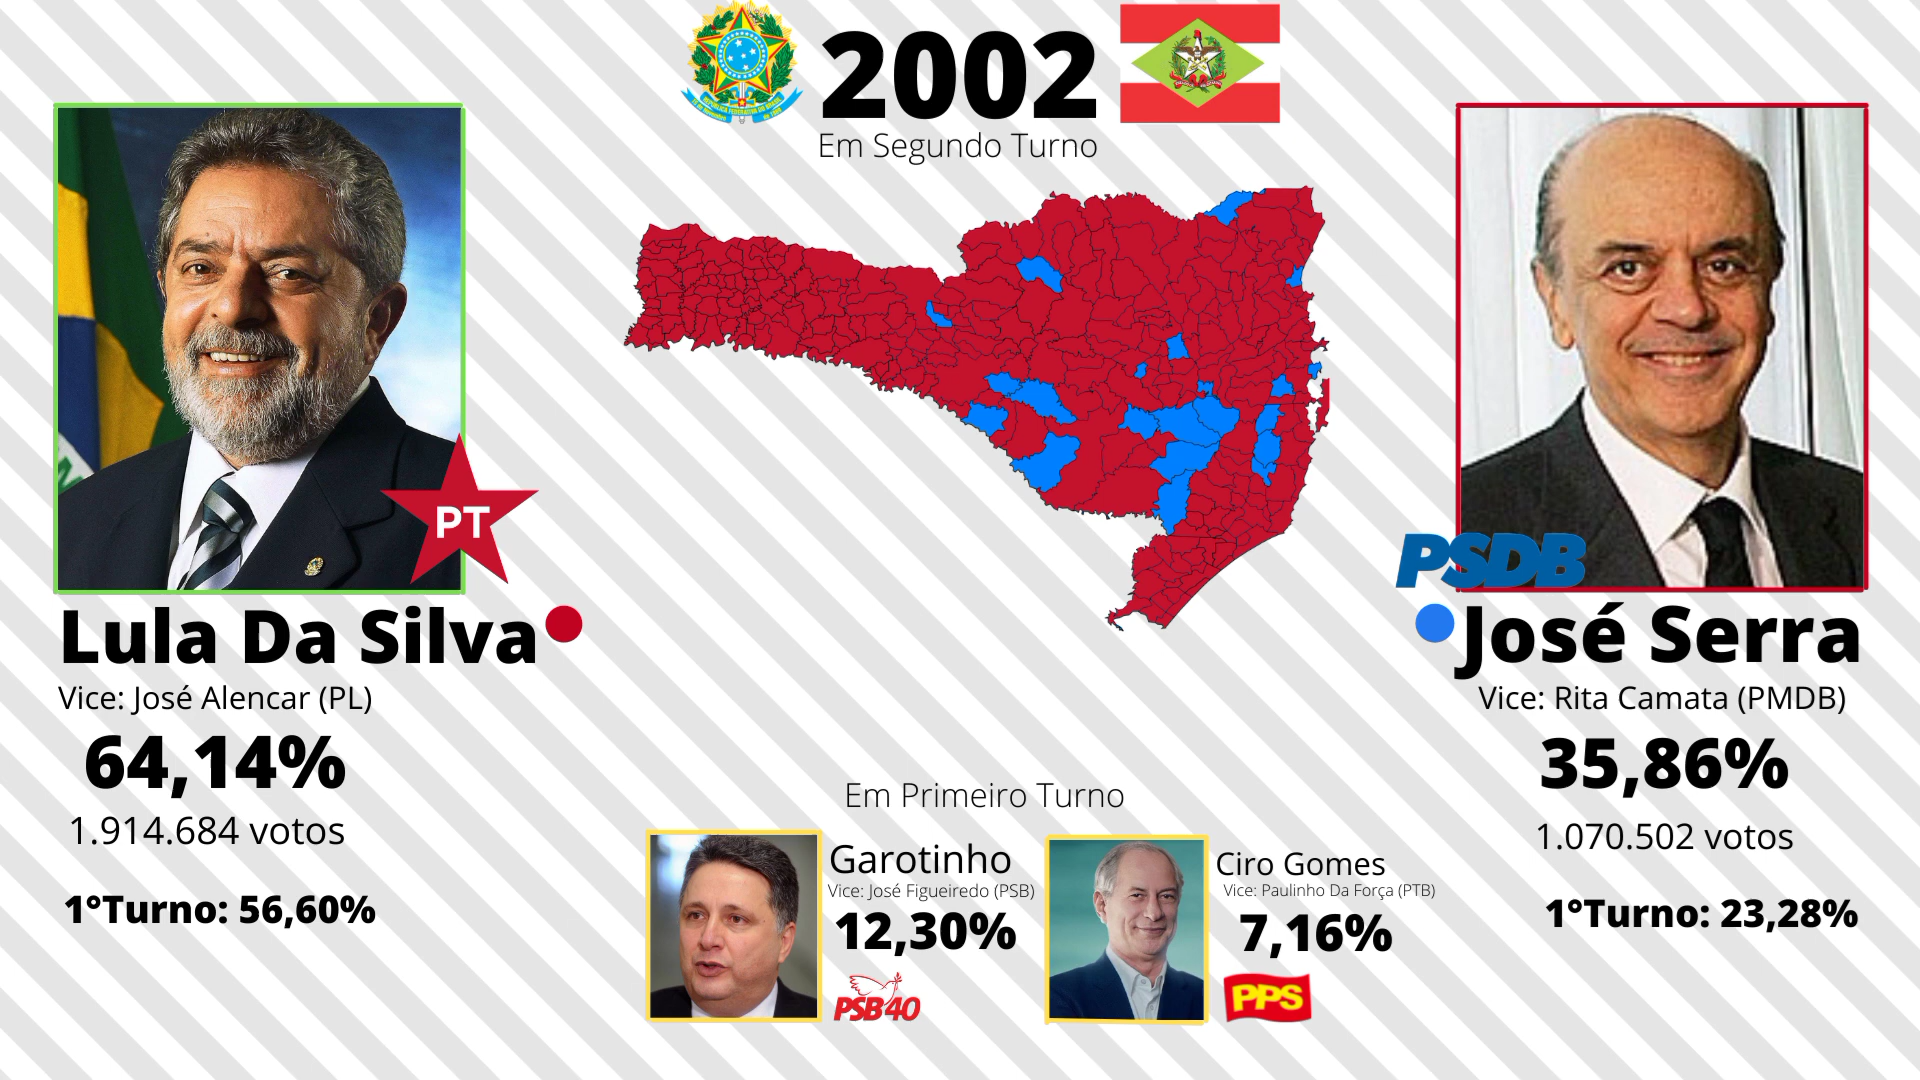 2002
Em Segundo Turno
PT
PSDB
Lula Da Silva
Vice: José Alencar (PL)
64,14%
1.914.684 votos
1°Turno: 56,60%
José Serra
Vice: Rita Camata (PMDB)
35,86%
1.070.502 votos
1°Turno: 23,28%
Em Primeiro Turno
Garotinho
Vice: José Figueiredo (PSB)
12,30%
PSB 40
Ciro Gomes
Vice: Paulinho Da Força (PTB)
7,16%
PPS